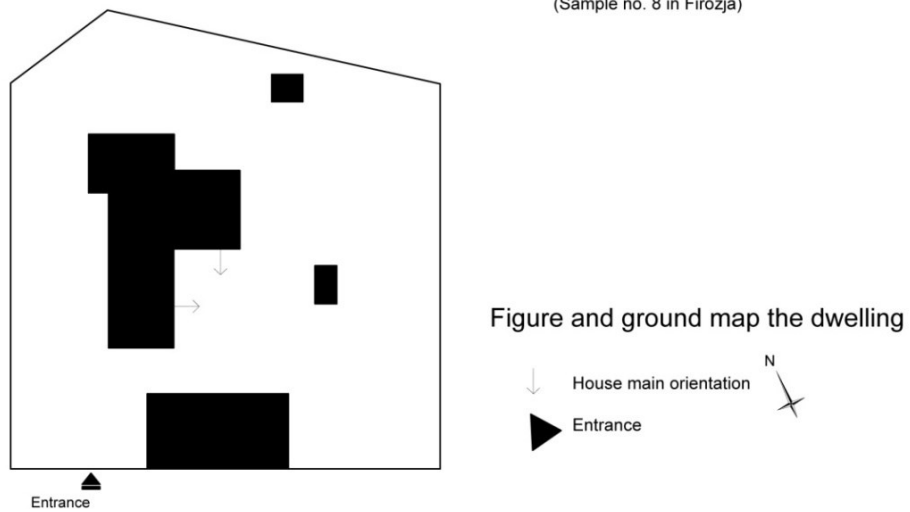 (Sample no. 8 in Firozja)
Figure and ground map the dwelling
N
House main orientation
Entrance
Entrance